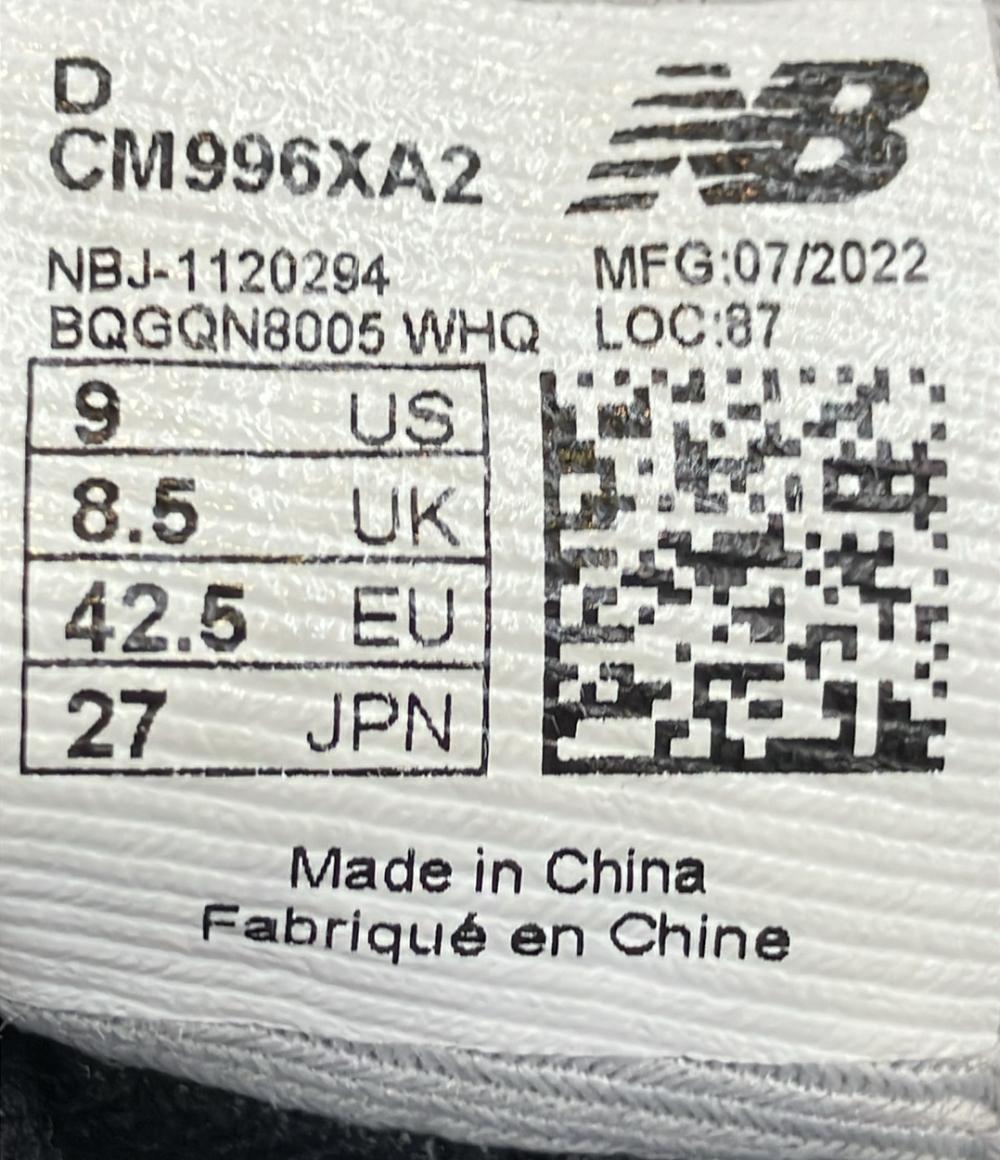 D
CM996XA2
NB
NBJ-1120294
MFG:07/2022
BQGQN8005 WHQ
LOC:87
9 US
8.5 UK
42.5 EU
27 JPN
Made in China
Fabriqué en Chine